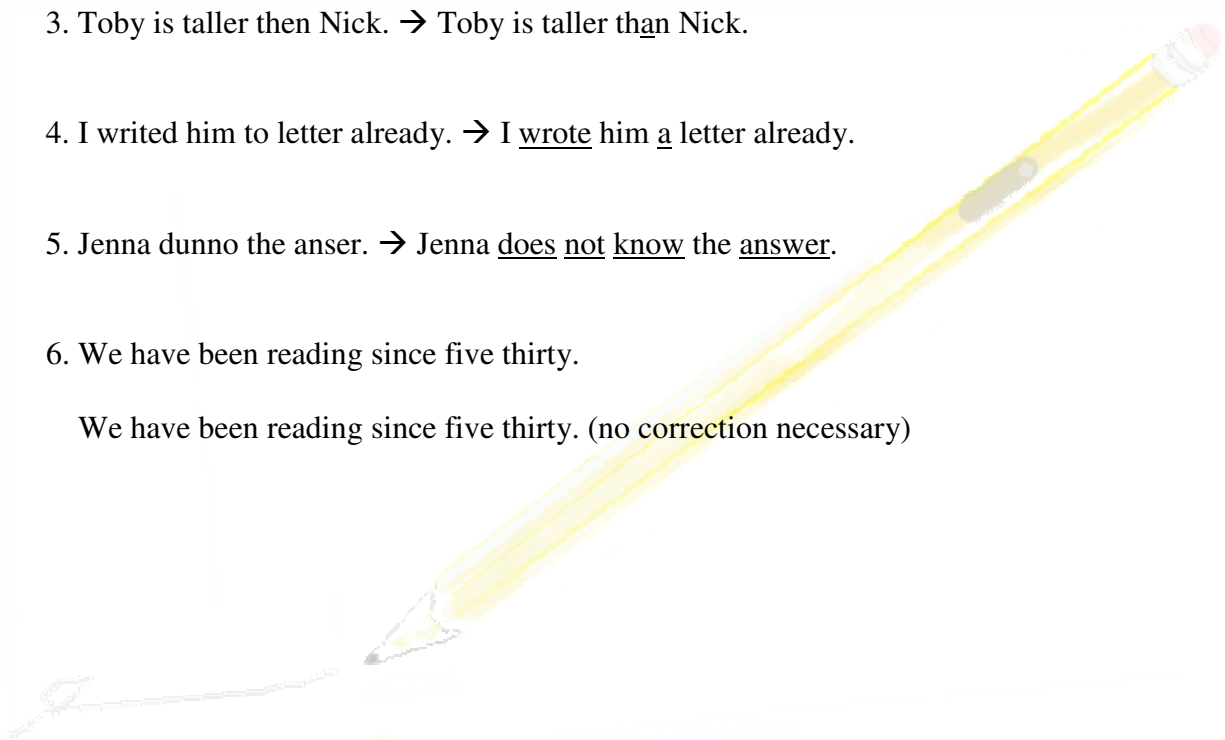 3. Toby is taller then Nick. → Toby is taller than Nick.
4. I writed him to letter already. → I wrote him a letter already.
5. Jenna dunno the anser. → Jenna does not know the answer.
6. We have been reading since five thirty.
We have been reading since five thirty. (no correction necessary)